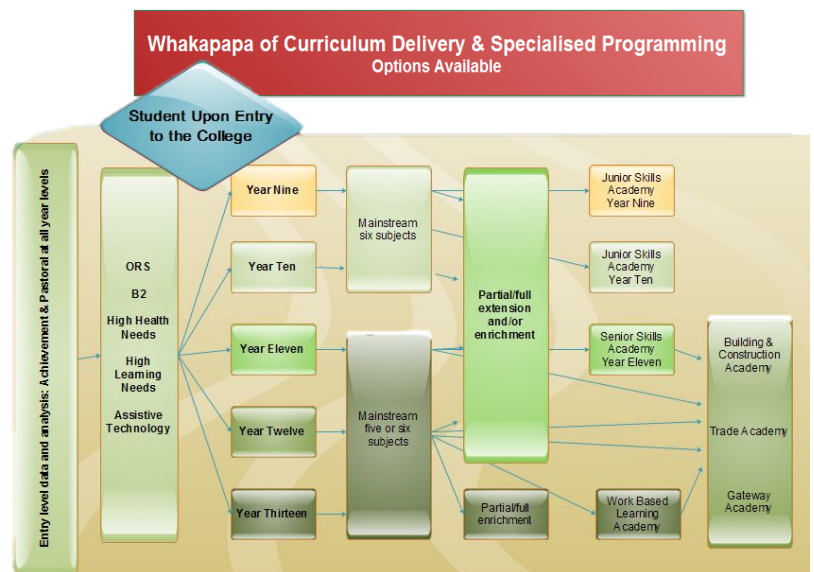 Whakapapa of Curriculum Delivery & Specialised Programming
Options Available
Student Upon Entry
to the College
Entry level data and analysis: Achievement & Pastoral at all year levels
ORS
B2
High Health
Needs
High
Learning
Needs
Assistive
Technology
Year Nine
Year Ten
Year Eleven
Year Twelve
Year Thirteen
Mainstream
six subjects
Mainstream
five or six
subjects
Partial/full
extension
and/or
enrichment
Partial/full
enrichment
Junior Skills
Academy
Year Nine
Junior Skills
Academy
Year Ten
Senior Skills
Academy
Year Eleven
Work Based
Learning
Academy
Building &
Construction
Academy
Trade Academy
Gateway
Academy